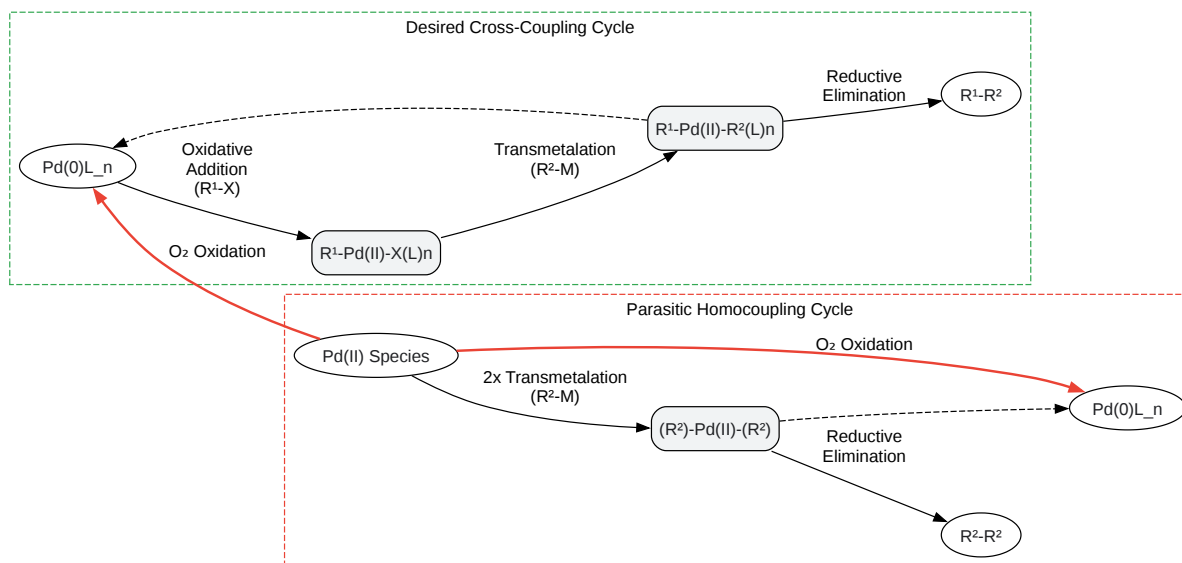 Desired Cross-Coupling Cycle
Reductive
Elimination
R¹-R²
R¹-Pd(II)-R²(L)n
Oxidative
Addition
(R¹-X)
Transmetalation
(R²-M)
Pd(0)L_n
O₂ Oxidation
R¹-Pd(II)-X(L)n
Parasitic Homocoupling Cycle
Pd(II) Species
O₂ Oxidation
2x Transmetalation
(R²-M)
Pd(0)L_n
(R²)-Pd(II)-(R²)
Reductive
Elimination
R²-R²